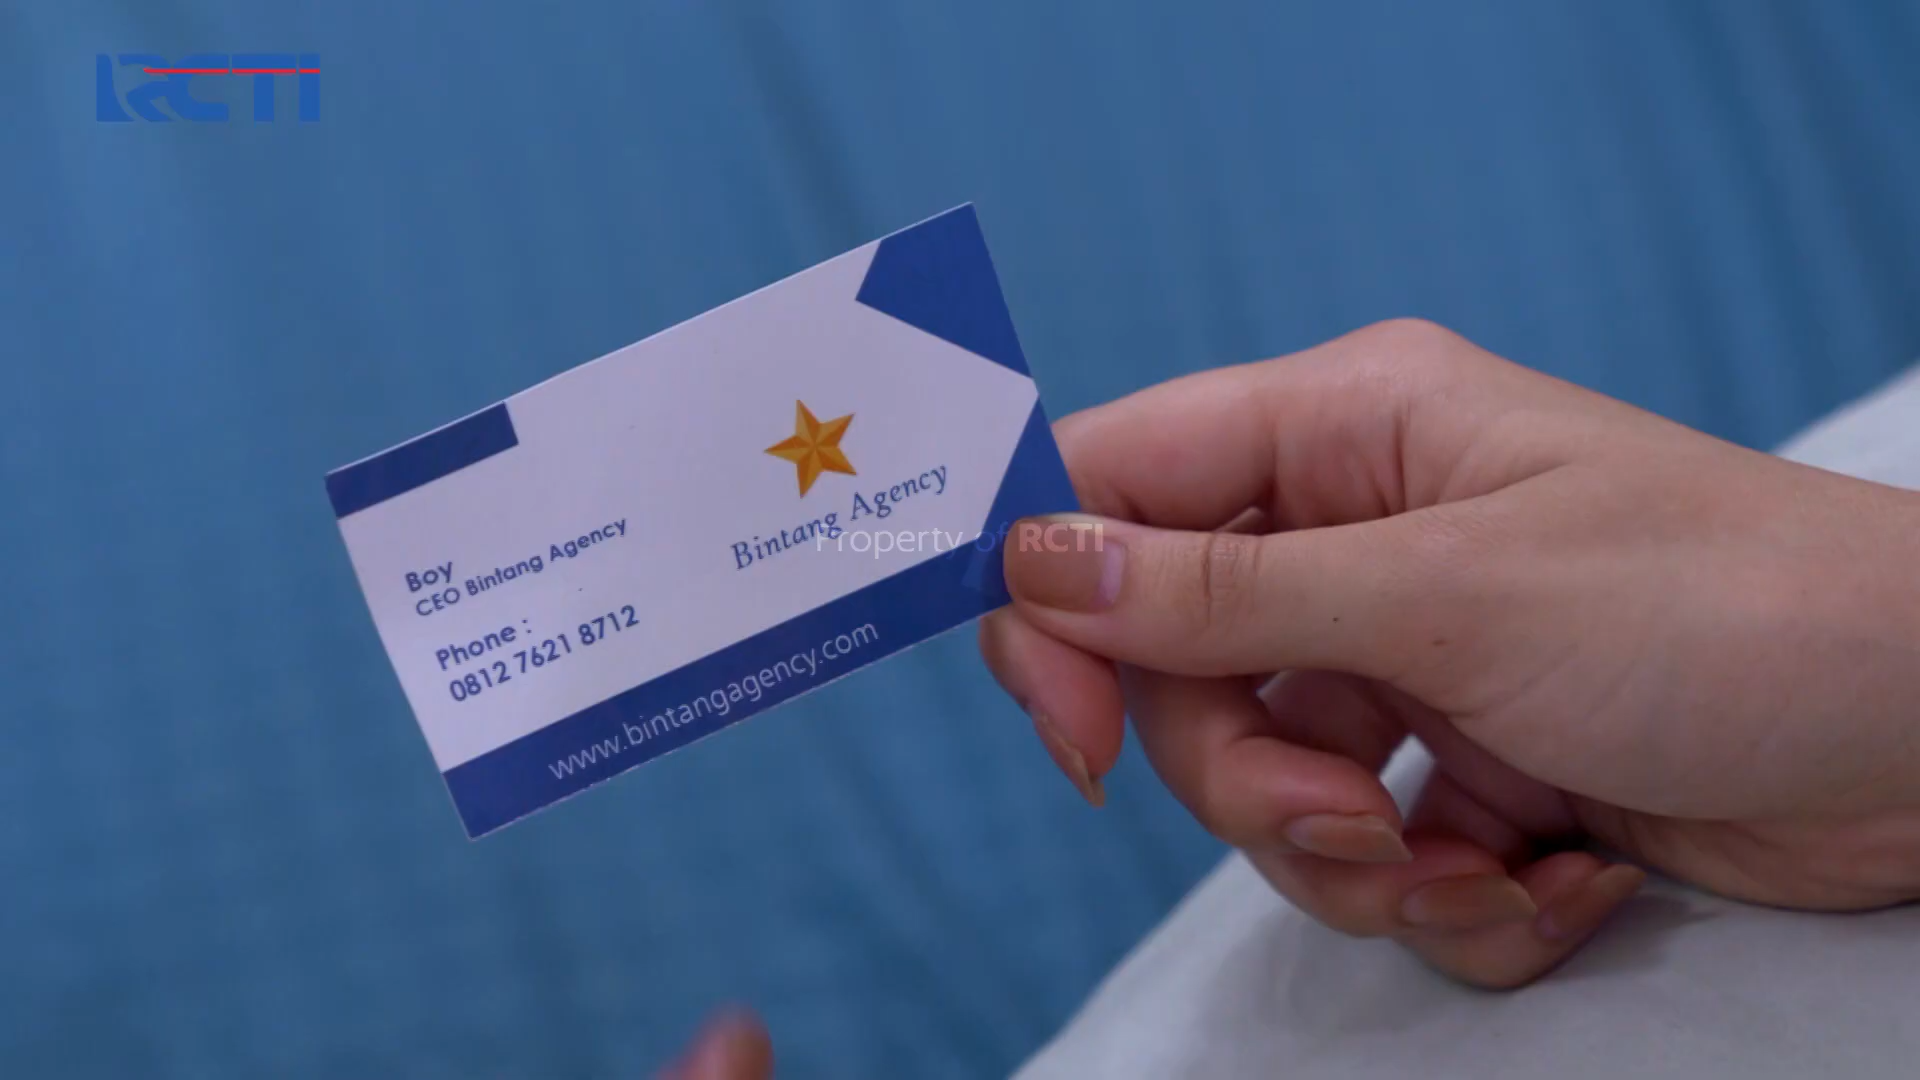 RCTI
Bintang Agency
Property of RCTI
Boy
CEO Bintang Agency
Phone :
0812 7621 8712
www.bintangagency.com